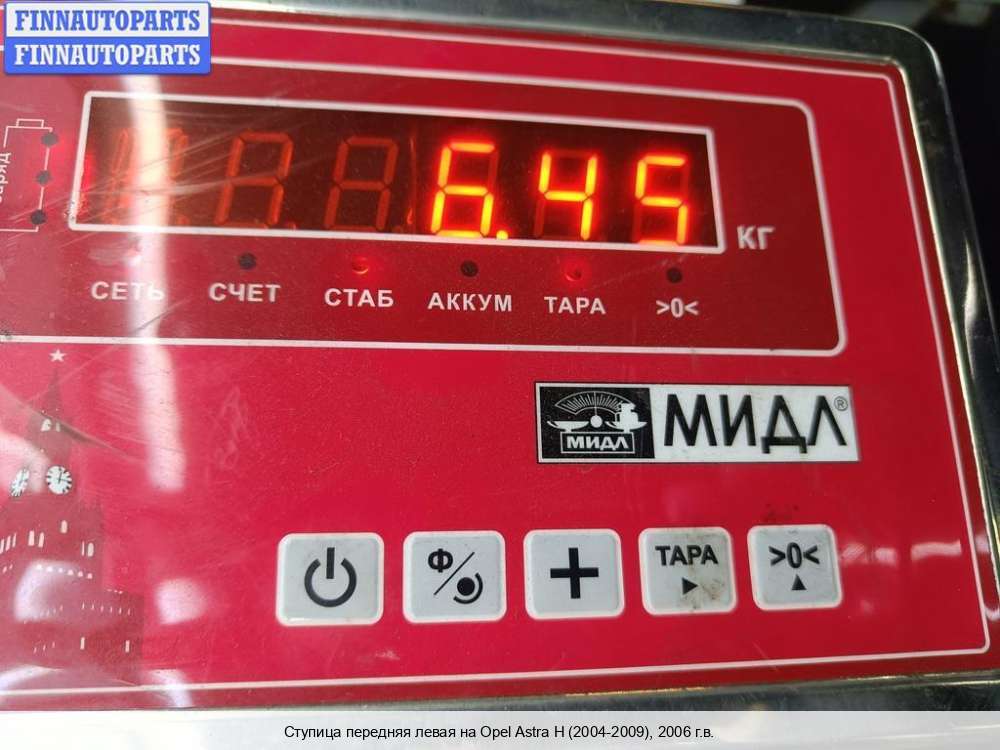 FINNAUTOPARTS
FINNAUTOPARTS
6.45
КГ
СЕТЬ СЧЕТ СТАБ АККУМ ТАРА >0<
МИДЛ МИДЛ®
Ф ТАРА >0<
Ступица передняя левая на Opel Astra H (2004-2009), 2006 г.в.